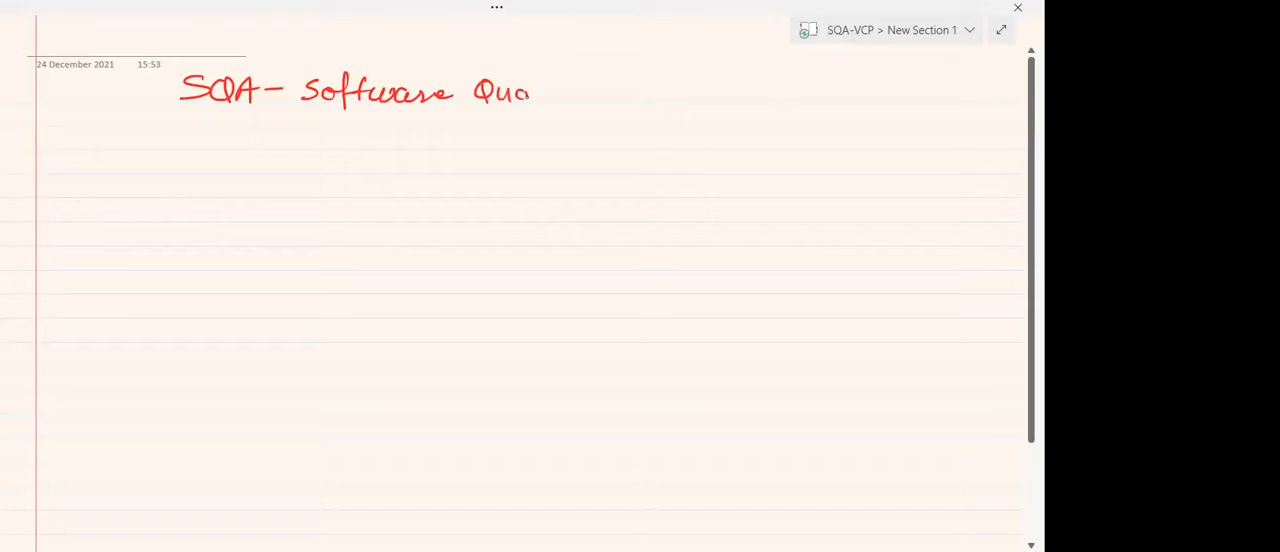 ...
SQA-VCP > New Section 1
24 December 2021 15:53
SQA- Software Qua